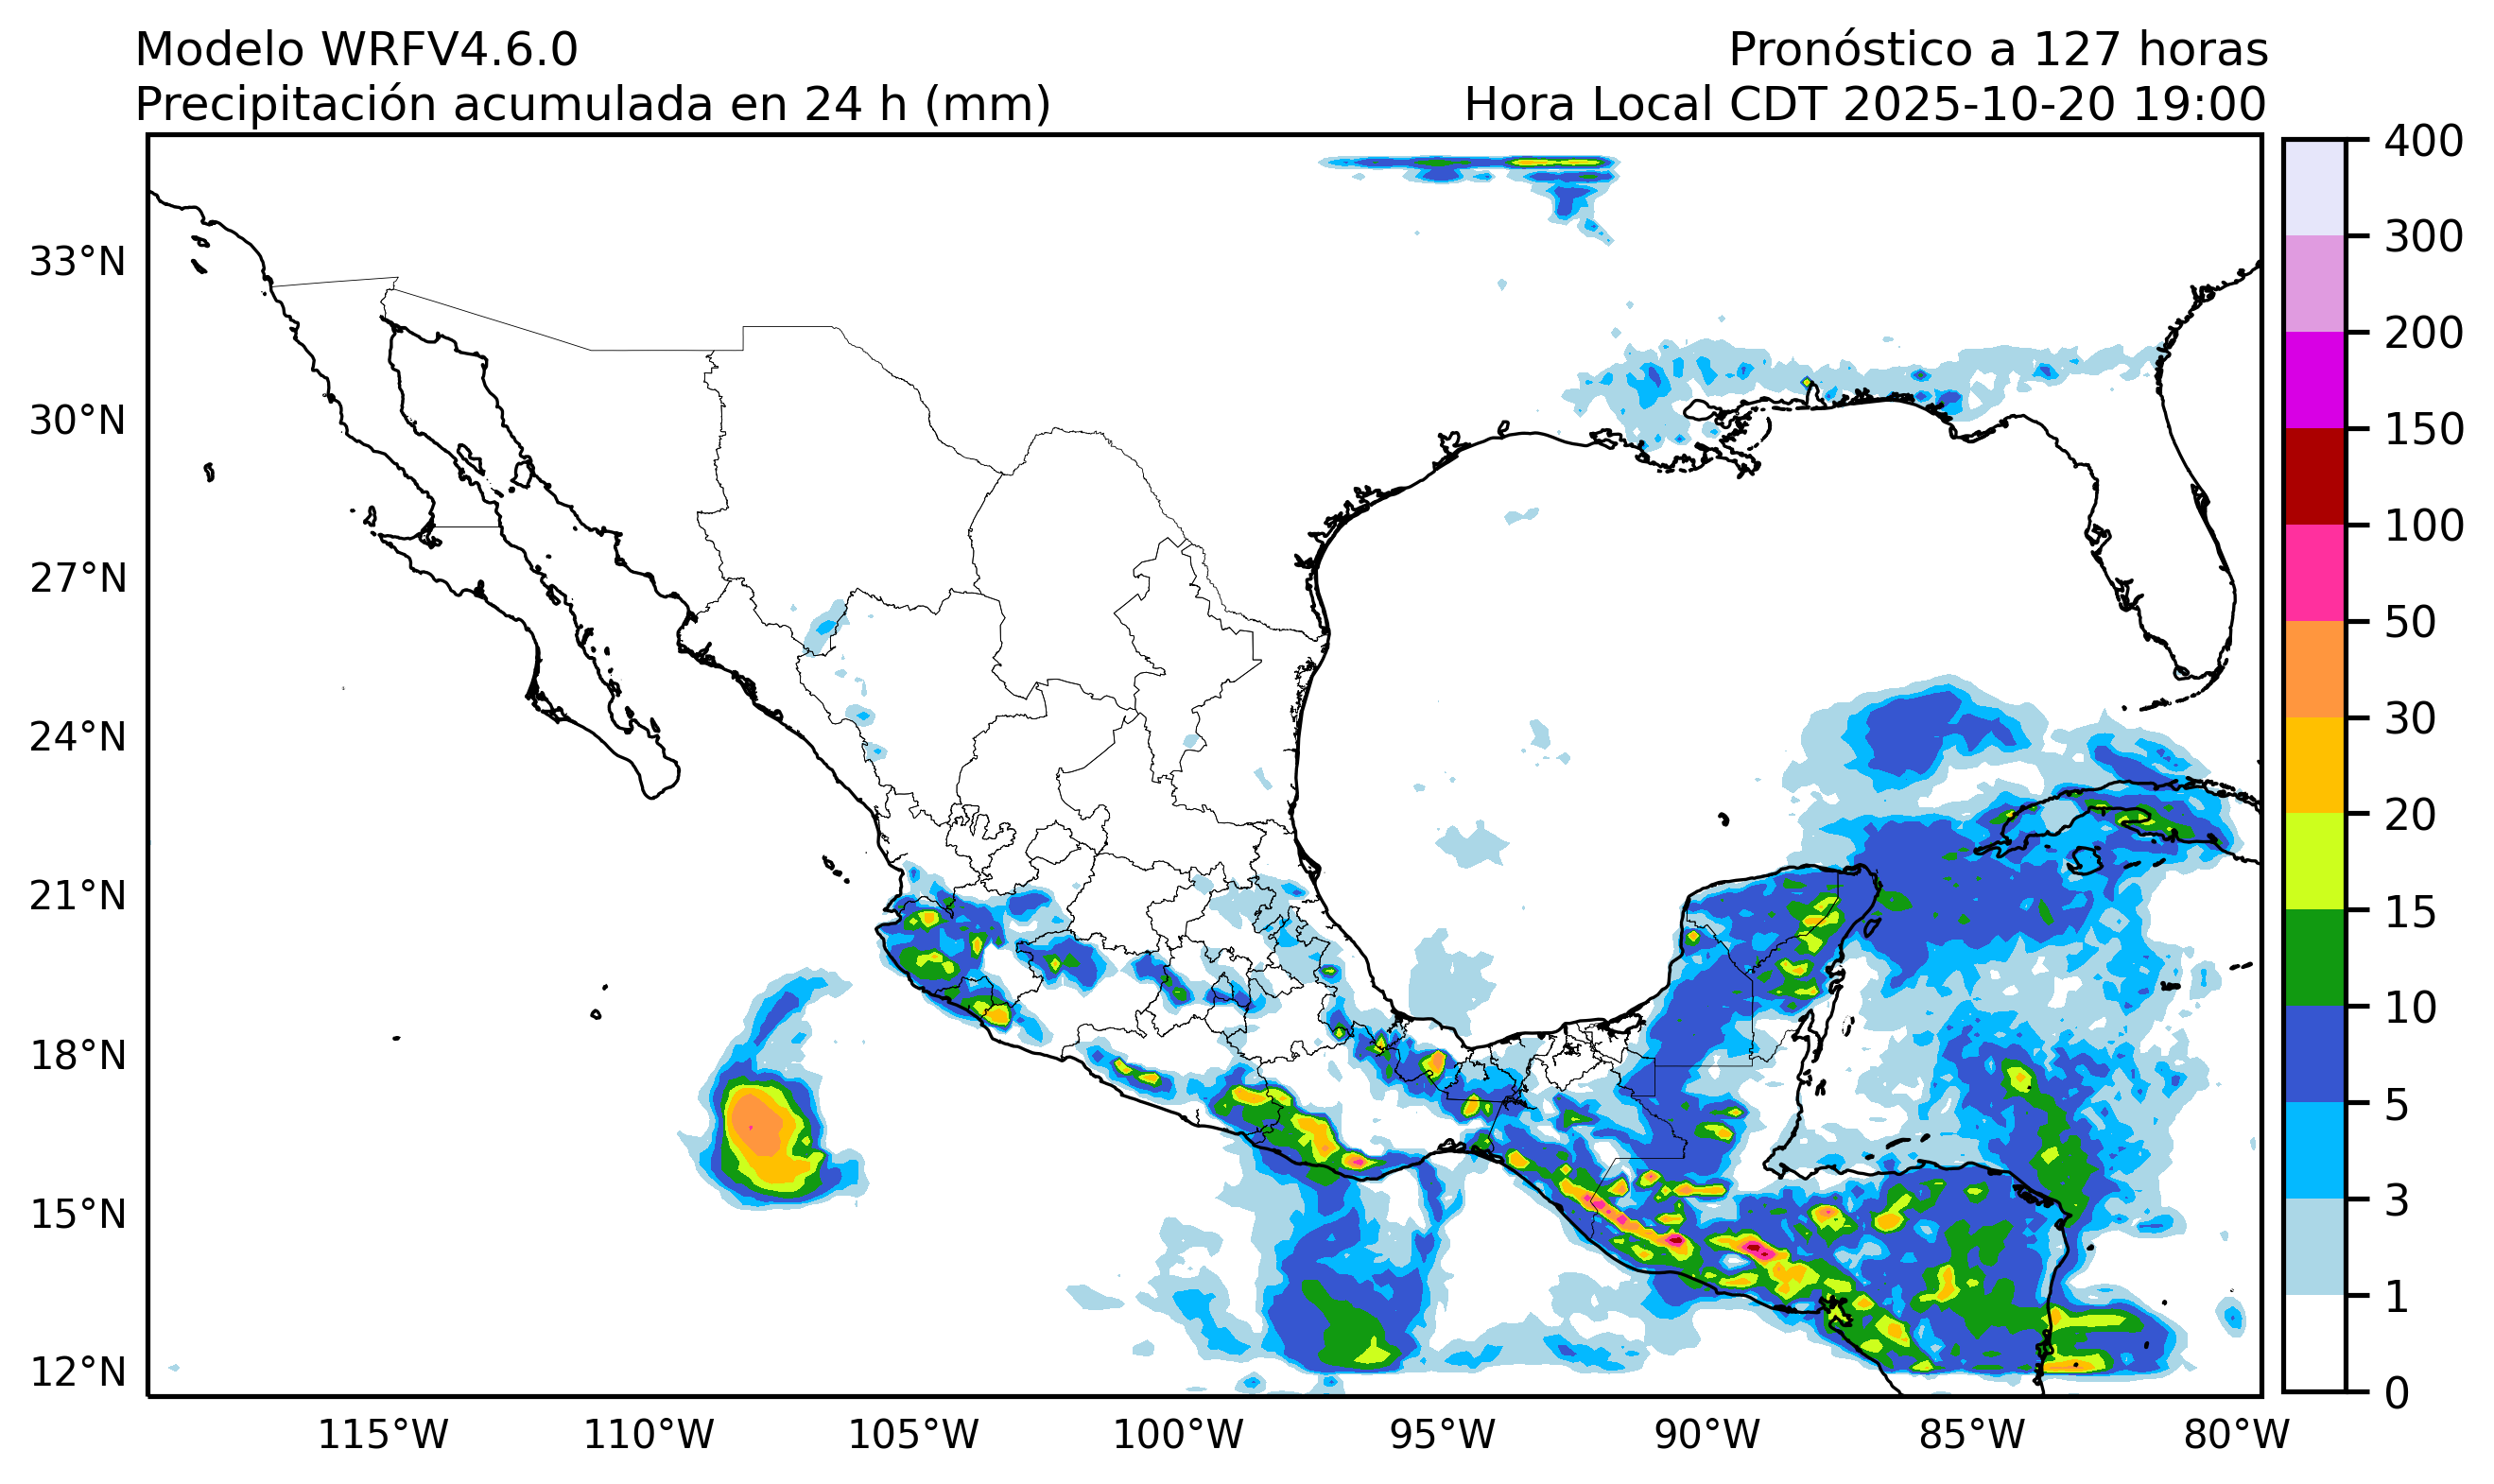 Modelo WRFV4.6.0
Pronóstico a 127 horas
Precipitación acumulada en 24 h (mm)
Hora Local CDT 2025-10-20 19:00
33°N
30°N
27°N
24°N
21°N
18°N
15°N
12°N
115°W
110°W
105°W
100°W
95°W
90°W
85°W
80°W
400
300
200
150
100
50
30
20
15
10
5
3
1
0